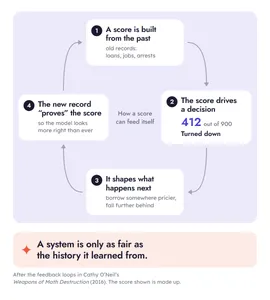 1 A score is built
from the past
old records:
loans, jobs, arrests
2 The score drives
a decision
412 out of 900
Turned down
How a score
can feed itself
3 It shapes what
happens next
borrow somewhere pricier,
fall further behind
4 The new record
“proves” the score
so the model looks
more right than ever
A system is only as fair as
the history it learned from.
After the feedback loops in Cathy O’Neil’s
Weapons of Math Destruction (2016). The score shown is made up.